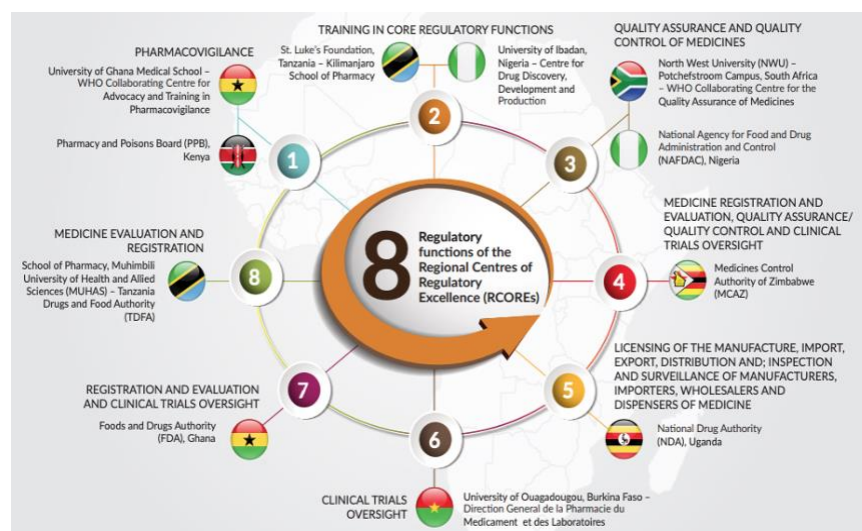 TRAINING IN CORE REGULATORY FUNCTIONS
St. Luke's Foundation,
Tanzania – Kilimanjaro
School of Pharmacy
University of Ibadan,
Nigeria – Centre for
Drug Discovery,
Development and
Production
2
QUALITY ASSURANCE AND QUALITY
CONTROL OF MEDICINES
North West University (NWU) –
Potchefstroom Campus, South Africa
– WHO Collaborating Centre for the
Quality Assurance of Medicines
National Agency for Food and Drug
Administration and Control
(NAFDAC), Nigeria
3
PHARMACOVIGILANCE
University of Ghana Medical School –
WHO Collaborating Centre for
Advocacy and Training in
Pharmacovigilance
Pharmacy and Poisons Board (PPB),
Kenya
1
MEDICINE REGISTRATION AND
EVALUATION, QUALITY ASSURANCE/
QUALITY CONTROL AND CLINICAL
TRIALS OVERSIGHT
Medicines Control
Authority of Zimbabwe
(MCAZ)
4
MEDICINE EVALUATION AND
REGISTRATION
School of Pharmacy, Muhimbili
University of Health and Allied
Sciences (MUHAS) – Tanzania
Drugs and Food Authority
(TDFA)
8
8
Regulatory
functions of the
Regional Centres of
Regulatory
Excellence (RCOREs)
LICENSING OF THE MANUFACTURE, IMPORT,
EXPORT, DISTRIBUTION AND; INSPECTION
AND SURVEILLANCE OF MANUFACTURERS,
IMPORTERS, WHOLESALERS AND
DISPENSERS OF MEDICINE
National Drug Authority
(NDA), Uganda
5
REGISTRATION AND EVALUATION
AND CLINICAL TRIALS OVERSIGHT
Foods and Drugs Authority
(FDA), Ghana
7
6
CLINICAL TRIALS
OVERSIGHT
University of Ouagadougou, Burkina Faso –
Direction General de la Pharmacie du
Medicament et des Laboratoires